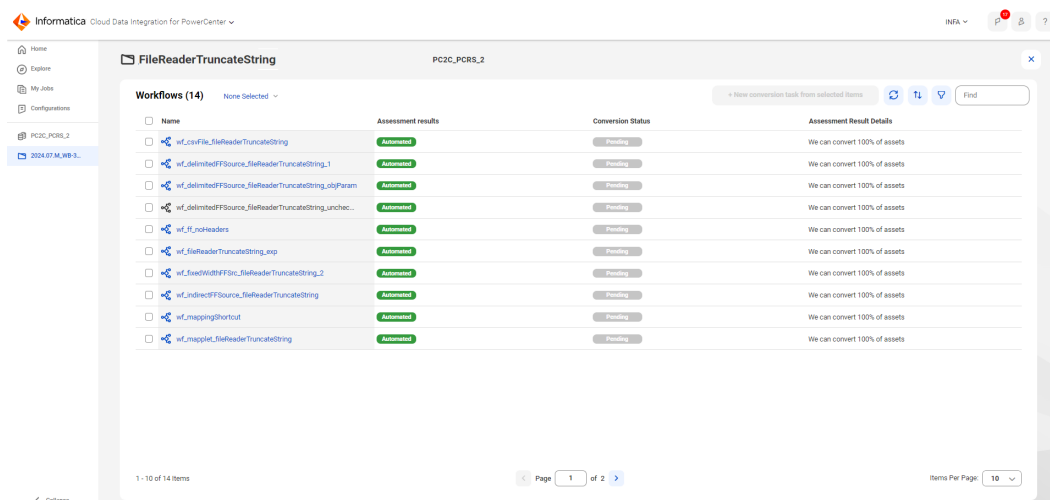 Informatica Cloud Data Integration for PowerCenter
INFA
17
?
Home
Explore
My Jobs
Configurations
PC2C_PCRS_2
2024.07.M_WB-3...
FileReaderTruncateString
PC2C_PCRS_2
Workflows (14)
None Selected
+ New conversion task from selected items
Find
Name Assessment results Conversion Status Assessment Result Details
wf_csvFile_fileReaderTruncateString Automated Pending We can convert 100% of assets
wf_delimitedFFSource_fileReaderTruncateString_1 Automated Pending We can convert 100% of assets
wf_delimitedFFSource_fileReaderTruncateString_objParam Automated Pending We can convert 100% of assets
wf_delimitedFFSource_fileReaderTruncateString_unchec... Automated Pending We can convert 100% of assets
wf_ff_noHeaders Automated Pending We can convert 100% of assets
wf_fileReaderTruncateString_exp Automated Pending We can convert 100% of assets
wf_fixedWidthFFSrc_fileReaderTruncateString_2 Automated Pending We can convert 100% of assets
wf_indirectFFSource_fileReaderTruncateString Automated Pending We can convert 100% of assets
wf_mappingShortcut Automated Pending We can convert 100% of assets
wf_mapplet_fileReaderTruncateString Automated Pending We can convert 100% of assets
1 - 10 of 14 Items
Page 1 of 2
Items Per Page: 10